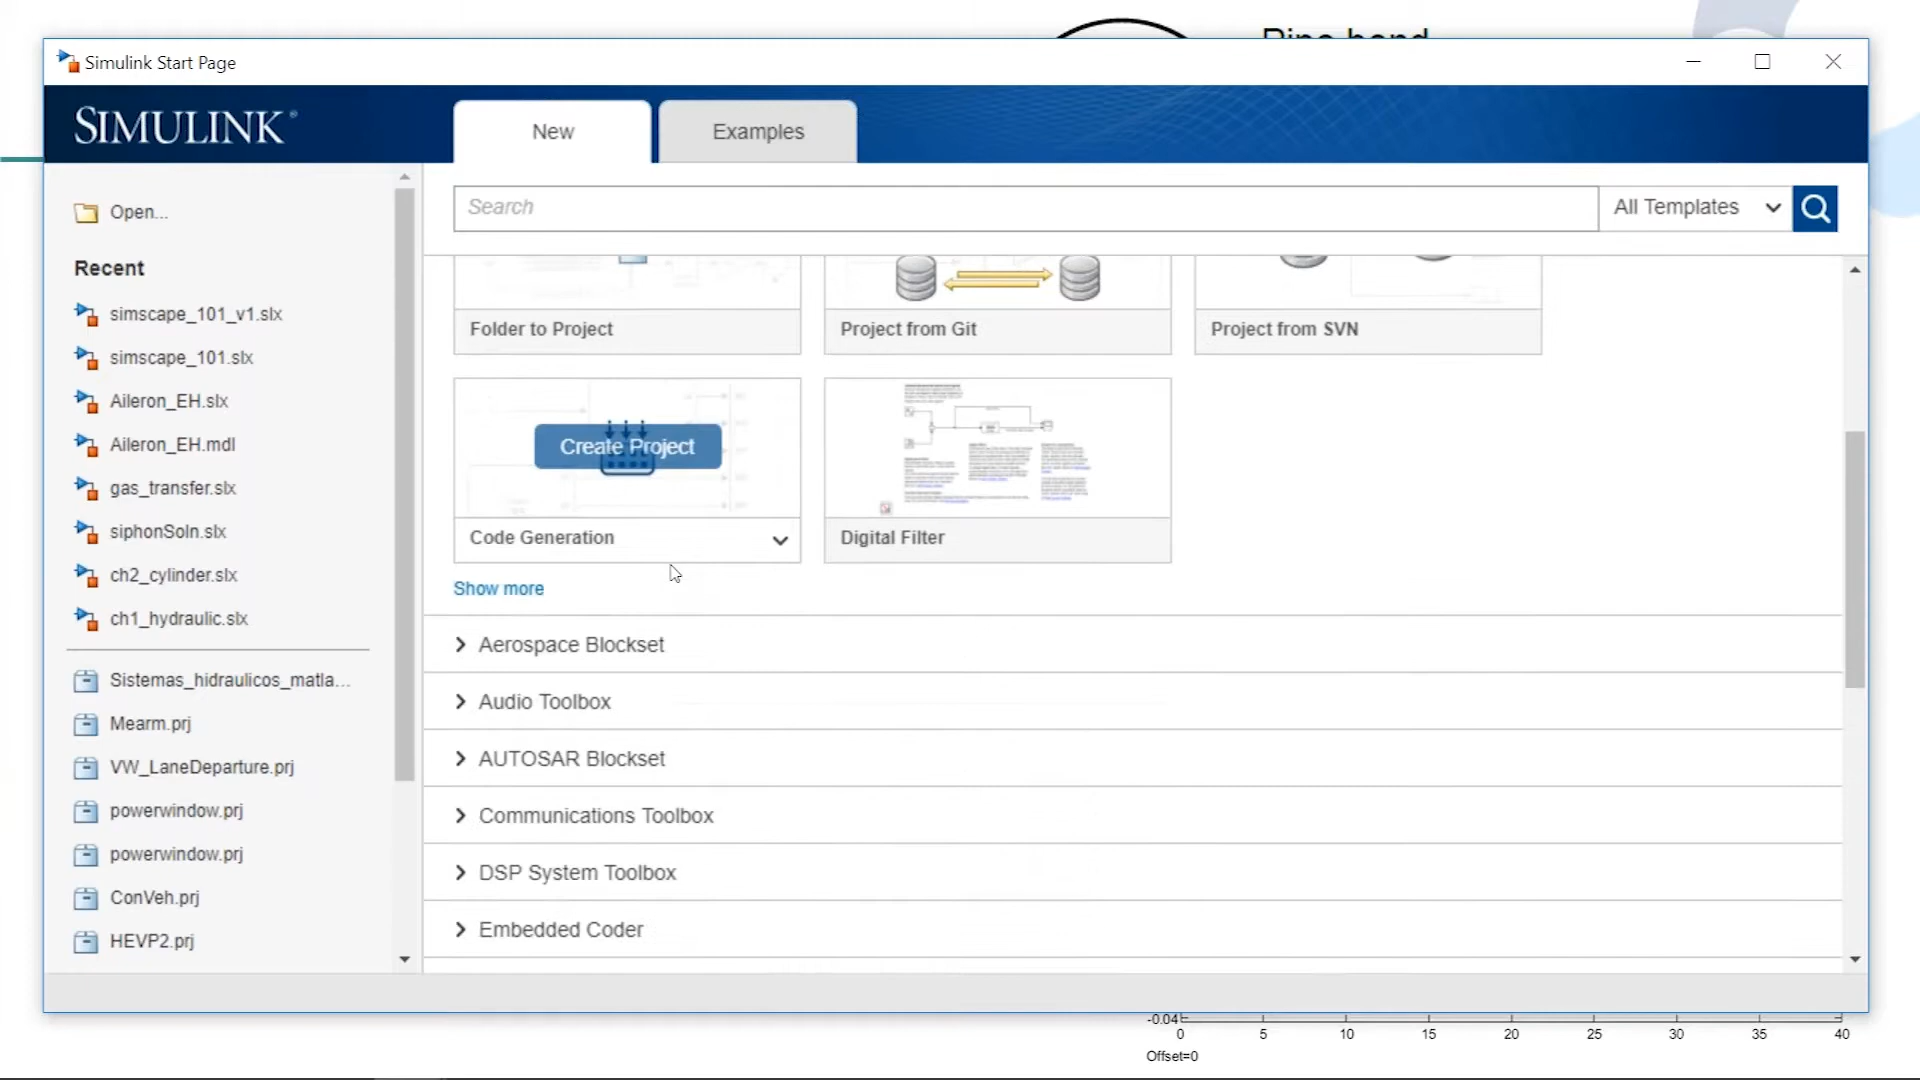 Simulink Start Page
SIMULINK®
New
Examples
Open...
Search
All Templates
Recent
simscape_101_v1.slx
simscape_101.slx
Aileron_EH.slx
Aileron_EH.mdl
gas_transfer.slx
siphonSoln.slx
ch2_cylinder.slx
ch1_hydraulic.slx
Sistemas_hidraulicos_matla...
Mearm.prj
VW_LaneDeparture.prj
powerwindow.prj
powerwindow.prj
ConVeh.prj
HEVP2.prj
Folder to Project
Project from Git
Project from SVN
Create Project
Code Generation
Digital Filter
Show more
Aerospace Blockset
Audio Toolbox
AUTOSAR Blockset
Communications Toolbox
DSP System Toolbox
Embedded Coder
-0.04
0 5 10 15 20 25 30 35 40
Offset=0